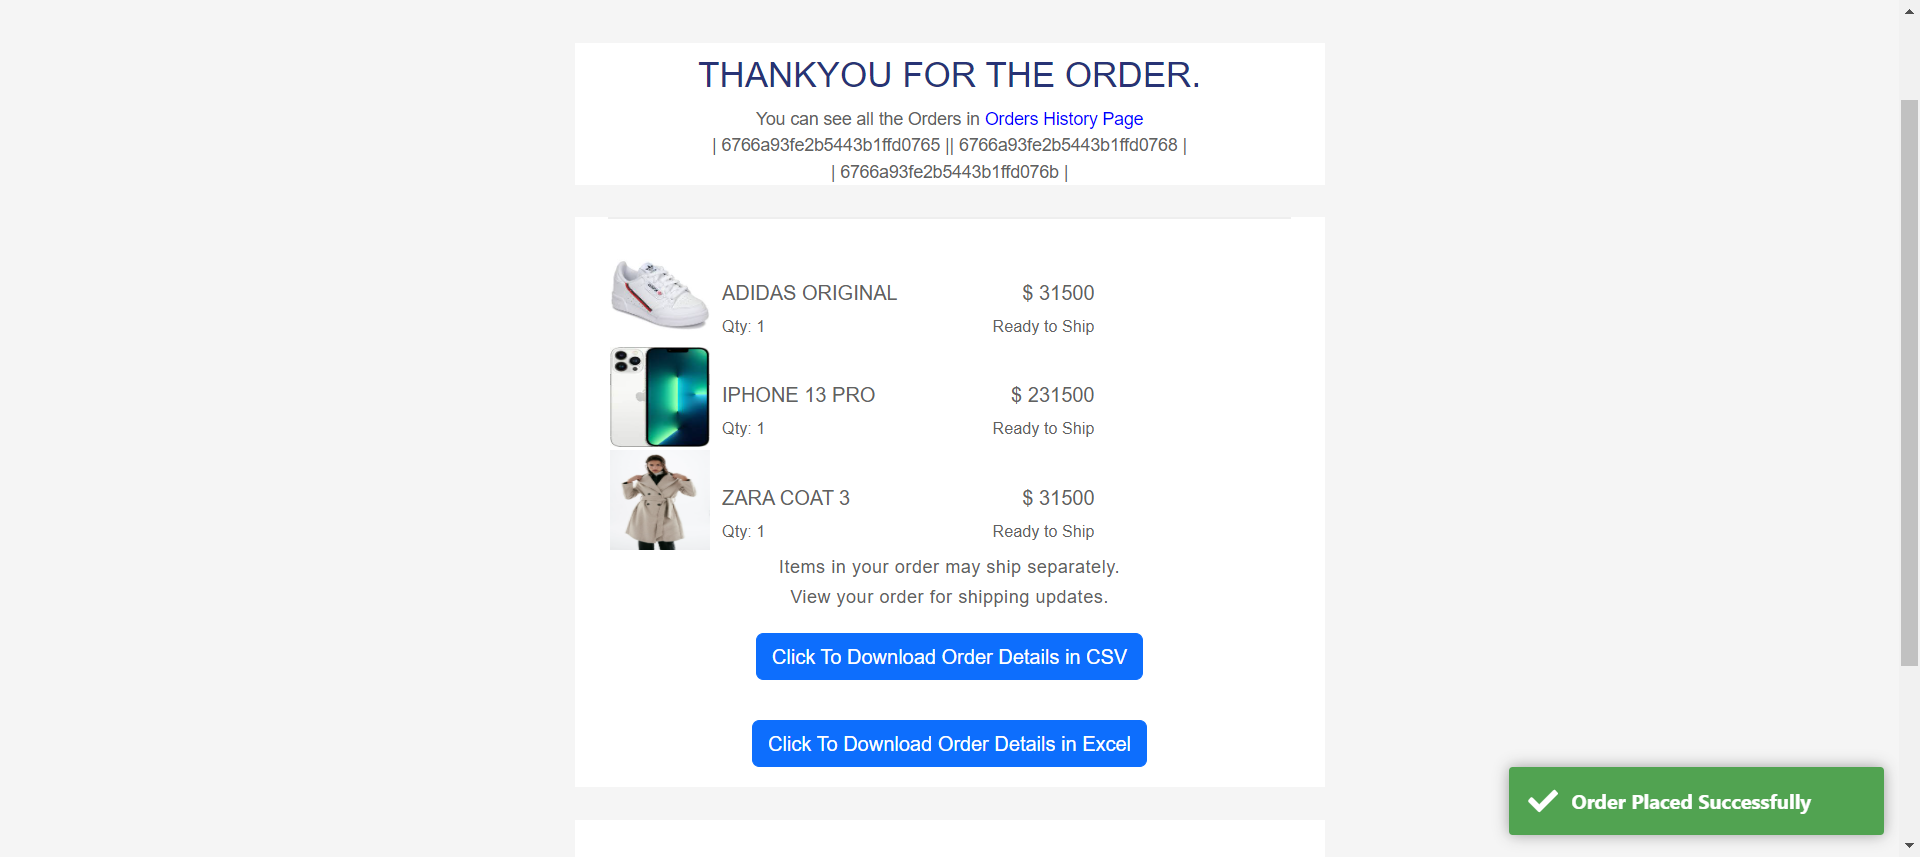 THANKYOU FOR THE ORDER.
You can see all the Orders in Orders History Page
| 6766a93fe2b5443b1ffd0765 || 6766a93fe2b5443b1ffd0768 |
| 6766a93fe2b5443b1ffd076b |
ADIDAS ORIGINAL $ 31500
Qty: 1 Ready to Ship
IPHONE 13 PRO $ 231500
Qty: 1 Ready to Ship
ZARA COAT 3 $ 31500
Qty: 1 Ready to Ship
Items in your order may ship separately.
View your order for shipping updates.
Click To Download Order Details in CSV
Click To Download Order Details in Excel
Order Placed Successfully